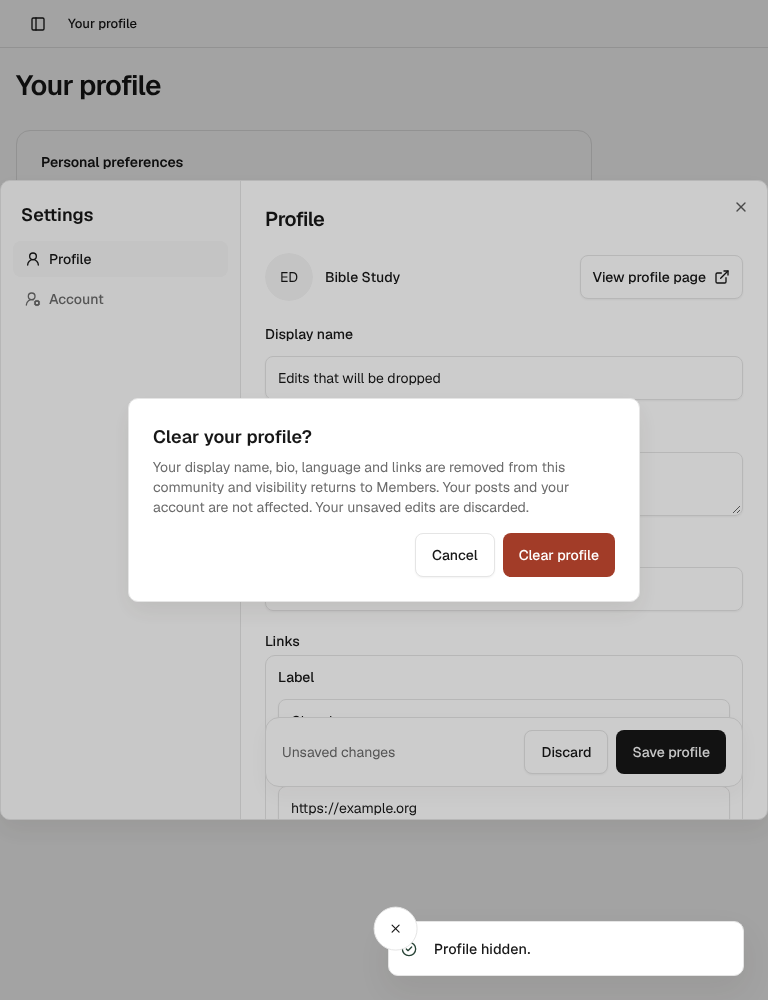 Your profile
Your profile
Personal preferences
Settings
Profile
Account
Profile
ED
Bible Study
View profile page
Display name
Edits that will be dropped
Clear your profile?
Your display name, bio, language and links are removed from this
community and visibility returns to Members. Your posts and your
account are not affected. Your unsaved edits are discarded.
Cancel
Clear profile
Links
Label
Unsaved changes
Discard
Save profile
https://example.org
Profile hidden.